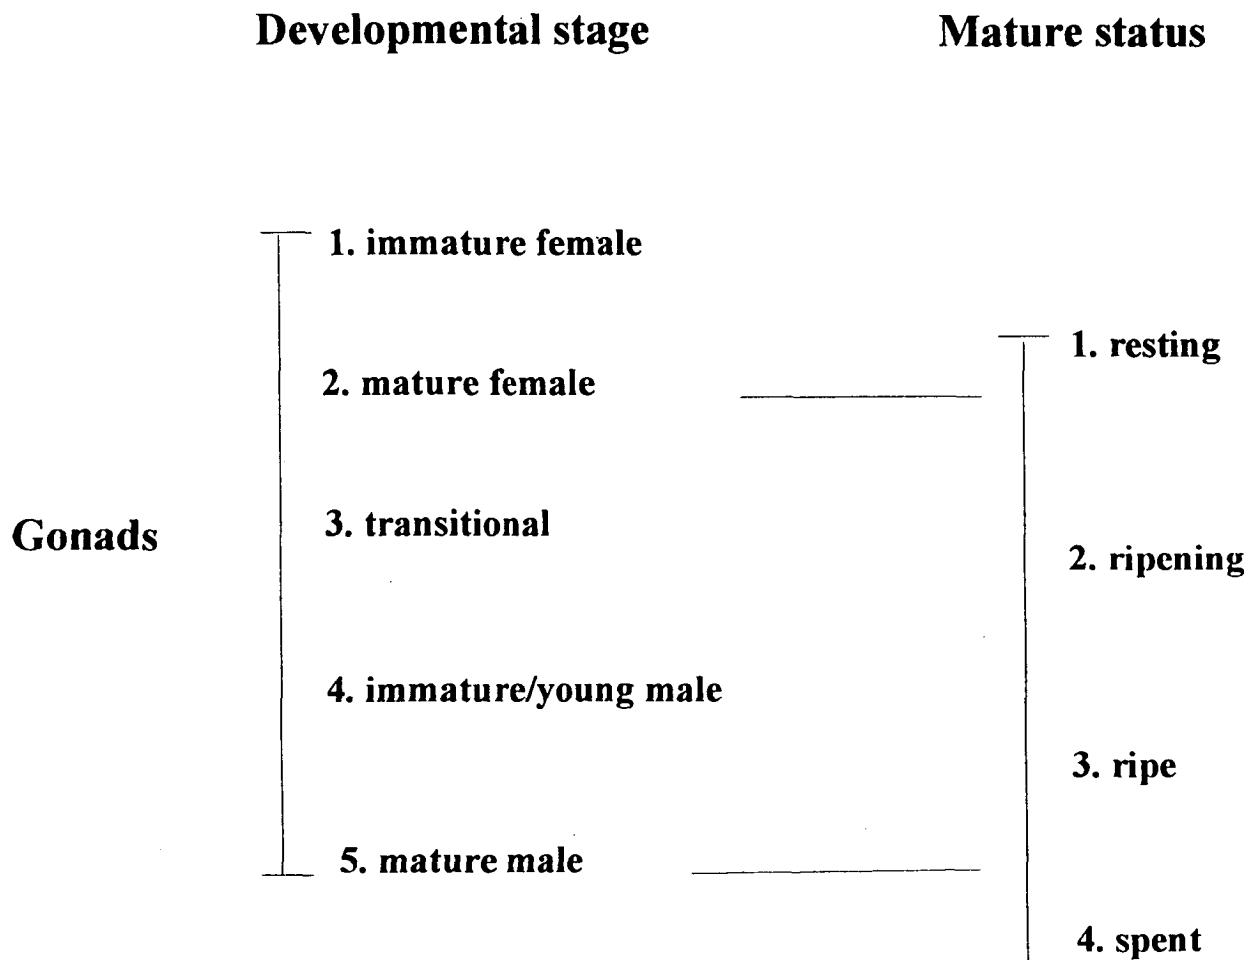 Developmental stage
Mature status
1. immature female
1. resting
2. mature female
3. transitional
Gonads
2. ripening
4. immature/young male
3. ripe
5. mature male
4. spent